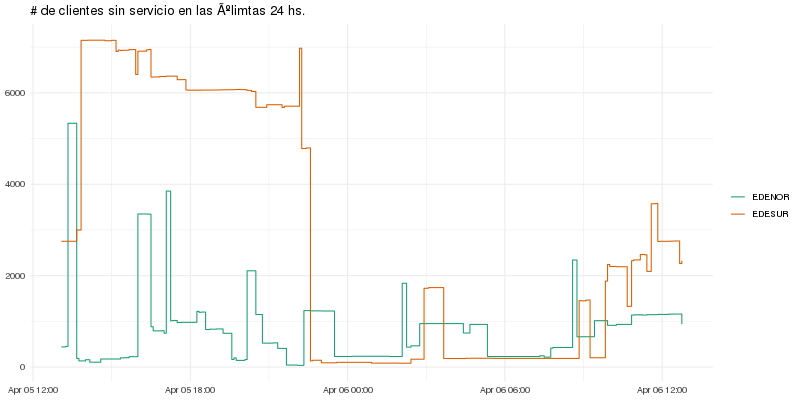 # de clientes sin servicio en las Ãºlimtas 24 hs.
6000
4000
2000
0
Apr 05 12:00
Apr 05 18:00
Apr 06 00:00
Apr 06 06:00
Apr 06 12:00
EDENOR
EDESUR